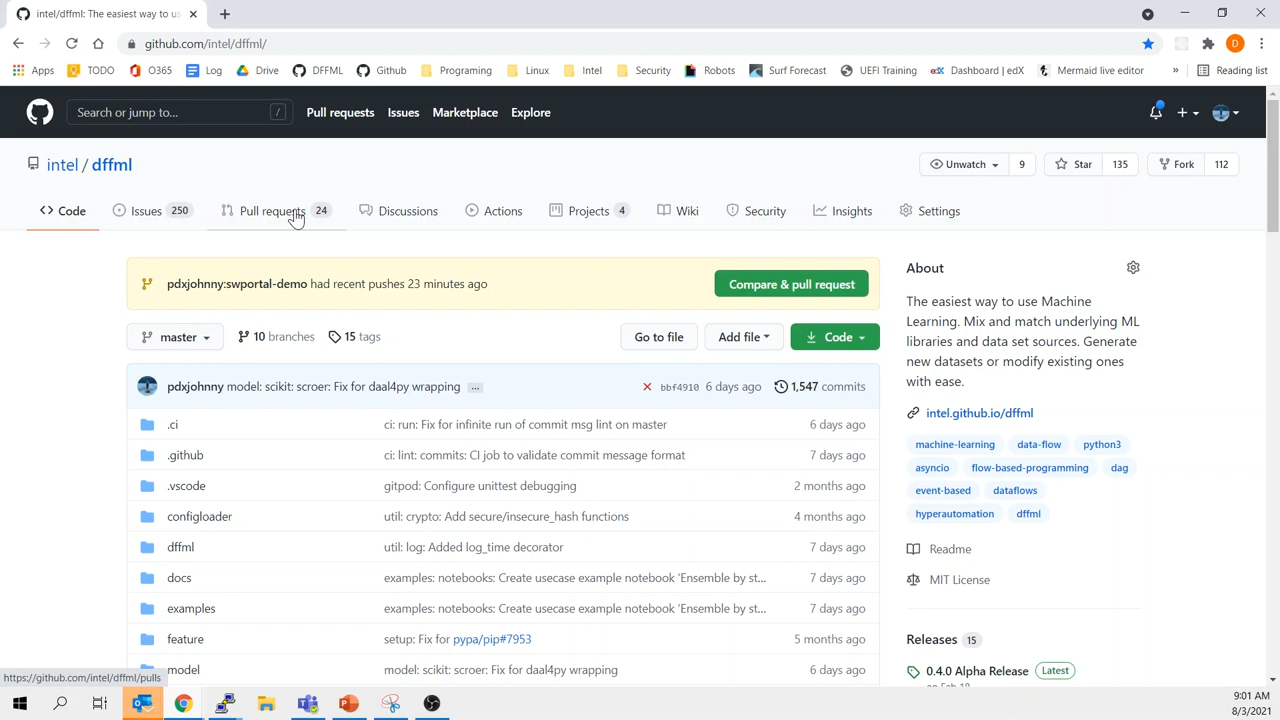 intel/dffml: The easiest way to us
github.com/intel/dffml/
Apps TODO O365 Log Drive DFFML Github Programing Linux Intel Security Robots Surf Forecast UEFI Training edX Dashboard | edX Mermaid live editor » Reading list
D
Search or jump to... / Pull requests Issues Marketplace Explore
intel / dffml
Unwatch 9 Star 135 Fork 112
Code Issues 250 Pull requests 24 Discussions Actions Projects 4 Wiki Security Insights Settings
pdxjohnny:swportal-demo had recent pushes 23 minutes ago Compare & pull request
master 10 branches 15 tags Go to file Add file Code
pdxjohnny model: scikit: scroer: Fix for daal4py wrapping ... bbf4910 6 days ago 1,547 commits
.ci ci: run: Fix for infinite run of commit msg lint on master 6 days ago
.github ci: lint: commits: CI job to validate commit message format 7 days ago
.vscode gitpod: Configure unittest debugging 2 months ago
configloader util: crypto: Add secure/insecure_hash functions 4 months ago
dffml util: log: Added log_time decorator 7 days ago
docs examples: notebooks: Create usecase example notebook 'Ensemble by st... 7 days ago
examples examples: notebooks: Create usecase example notebook 'Ensemble by st... 7 days ago
feature setup: Fix for pypa/pip#7953 5 months ago
model model: scikit: scroer: Fix for daal4py wrapping 6 days ago
About
The easiest way to use Machine
Learning. Mix and match underlying ML
libraries and data set sources. Generate
new datasets or modify existing ones
with ease.
intel.github.io/dffml
machine-learning data-flow python3
asyncio flow-based-programming dag
event-based dataflows
hyperautomation dffml
Readme
MIT License
Releases 15
0.4.0 Alpha Release Latest
on Feb 18
https://github.com/intel/dffml/pulls
9:01 AM
8/3/2021